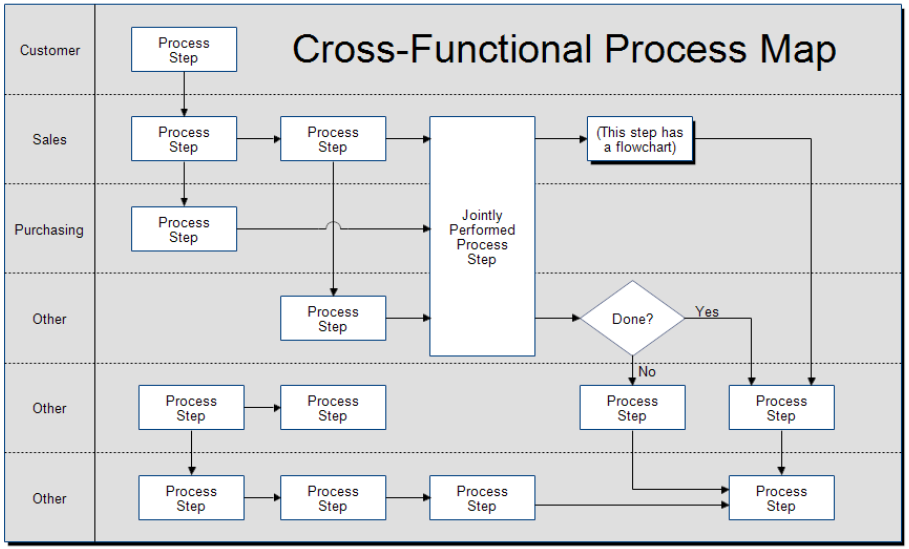 Cross-Functional Process Map
Customer
Process
Step
Sales
Process
Step
Process
Step
(This step has
a flowchart)
Purchasing
Process
Step
Jointly
Performed
Process
Step
Other
Process
Step
Done?
Yes
No
Other
Process
Step
Process
Step
Process
Step
Process
Step
Other
Process
Step
Process
Step
Process
Step
Process
Step